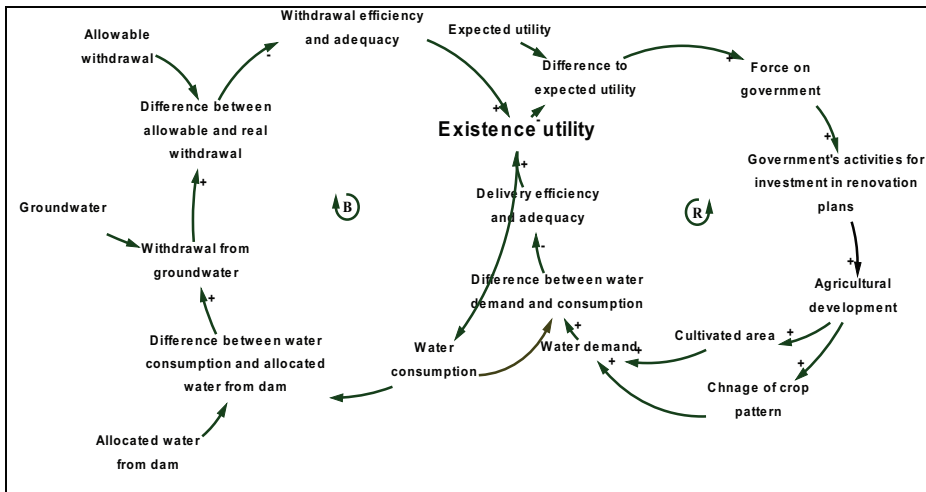 Allowable
withdrawal
Withdrawal efficiency
and adequacy
Expected utility
Difference to
expected utility
Force on
government
Difference between
allowable and real
withdrawal
Existence utility
Government's activities for
investment in renovation
plans
Delivery efficiency
and adequacy
B
R
Groundwater
Withdrawal from
groundwater
Difference between water
demand and consumption
Agricultural
development
Difference between water
consumption and allocated
water from dam
Water
consumption
Water demand
Cultivated area
Chnage of crop
pattern
Allocated water
from dam
-
+
-
+
+
+
+
-
+
+
+
+
+
+
+
+